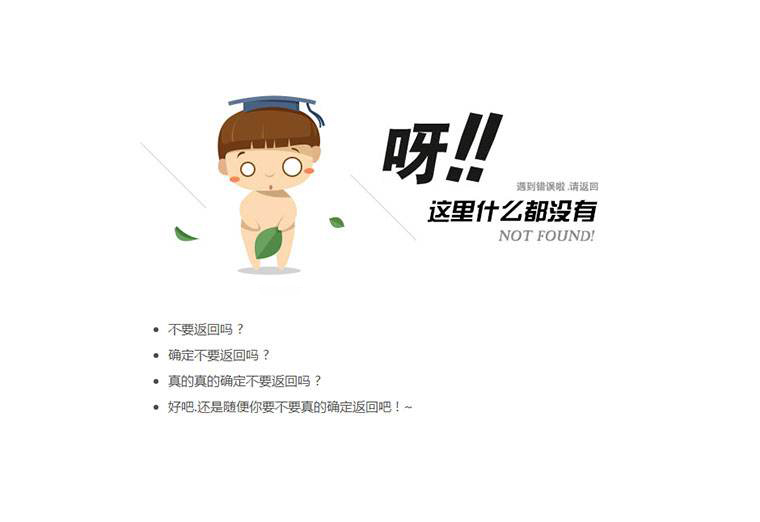 呀!!
遇到错误啦 .请返回
这里什么都没有
NOT FOUND!
不要返回吗？
确定不要返回吗？
真的真的确定不要返回吗？
好吧.还是随便你要不要真的确定返回吧！~